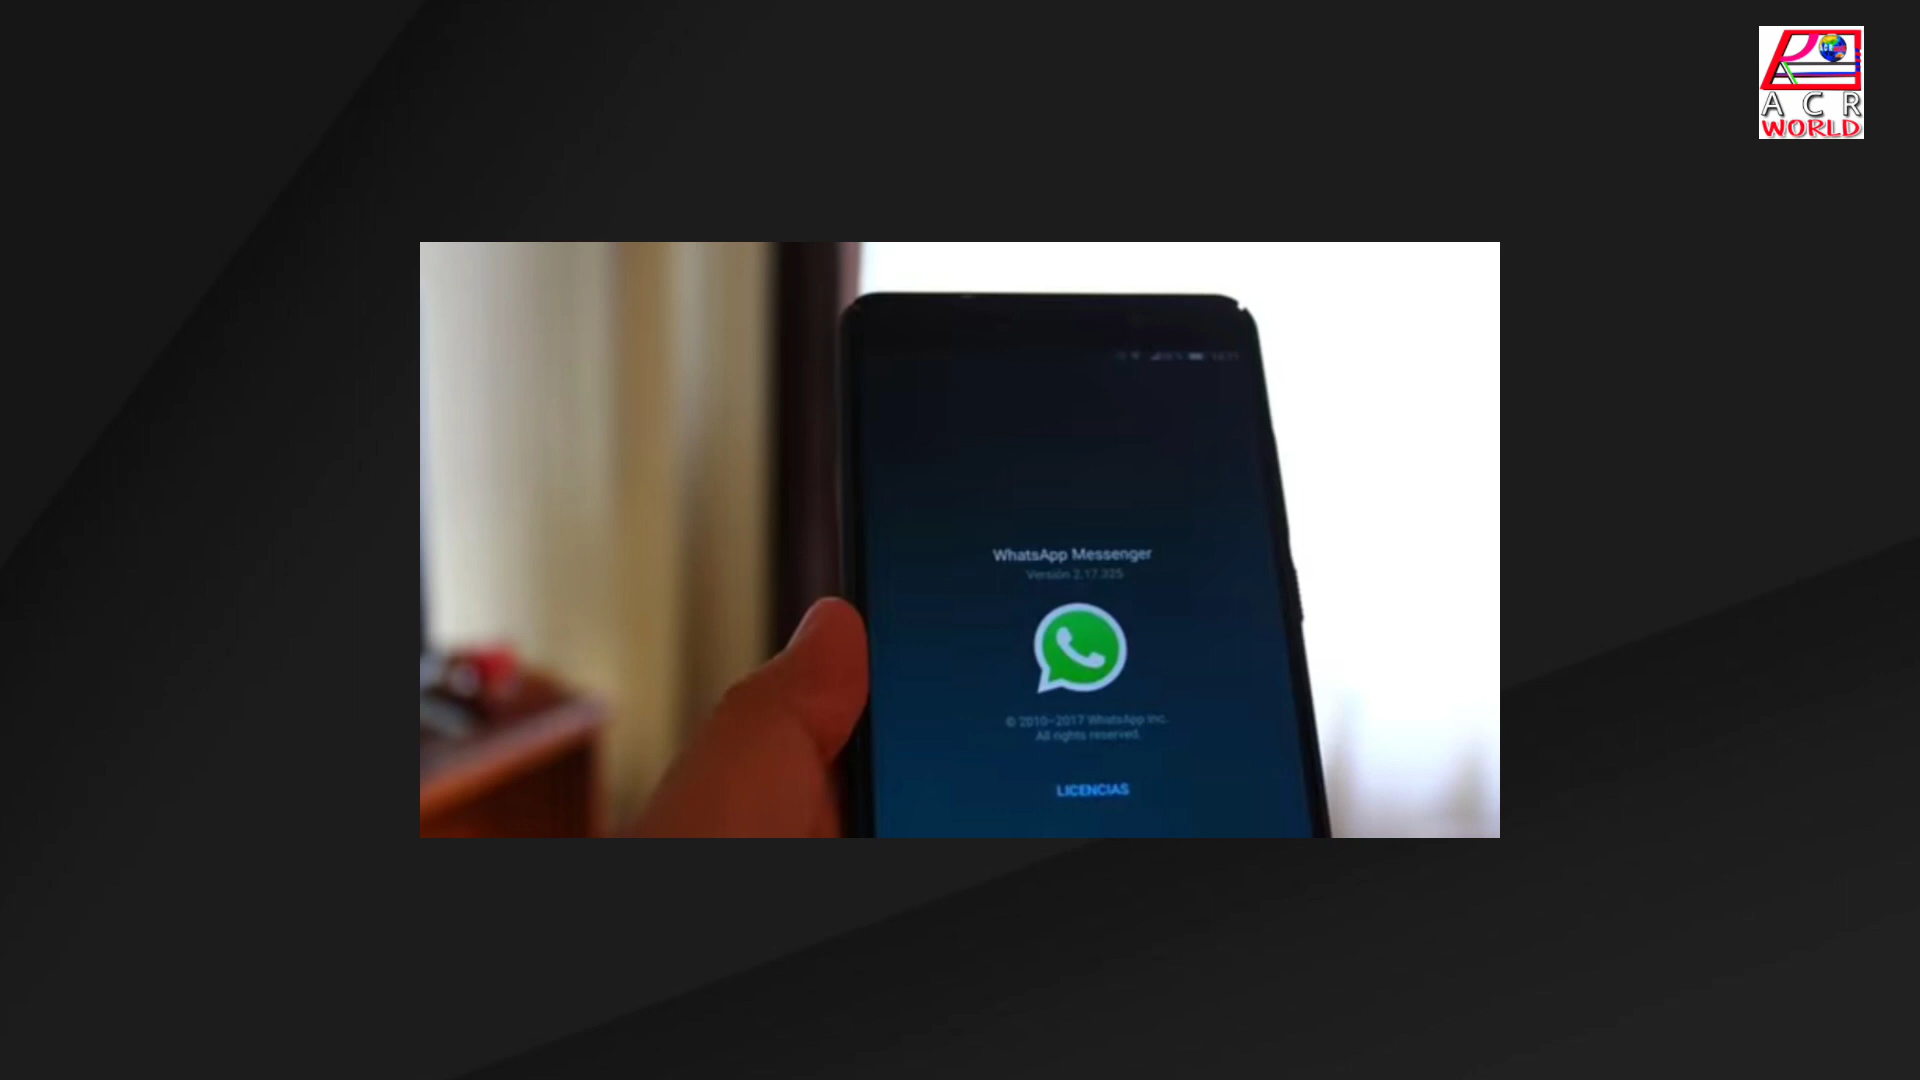 A C R
WORLD
WhatsApp Messenger
Versión 2.17.325
© 2010-2017 WhatsApp Inc.
All rights reserved.
LICENCIAS